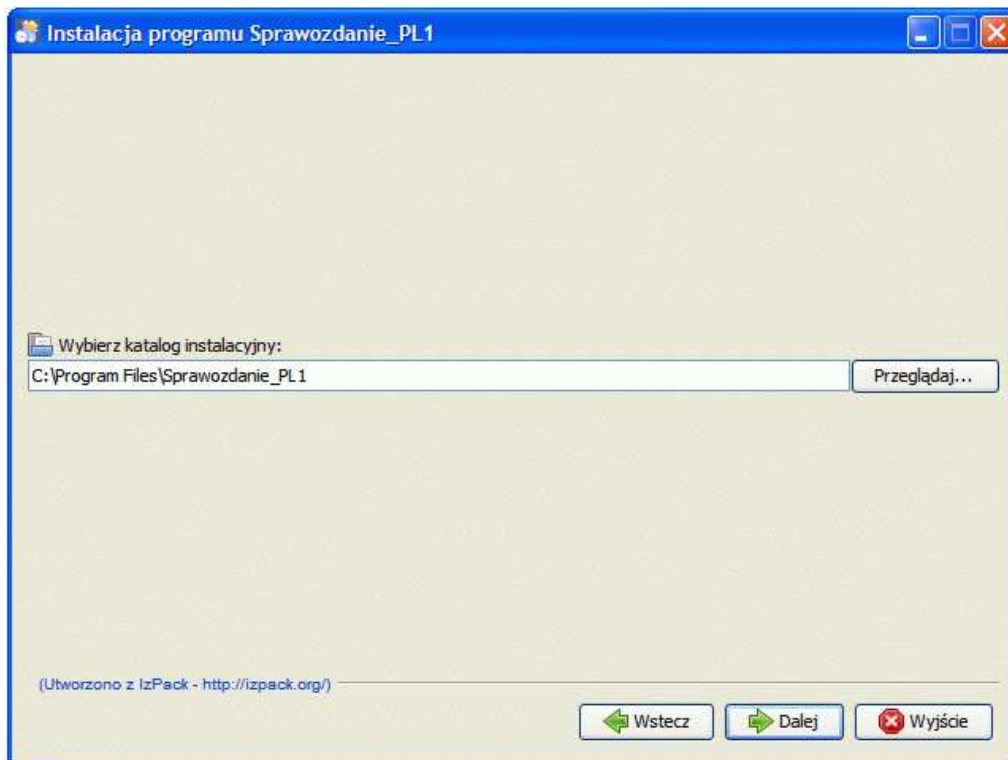 Instalacja programu Sprawozdanie_PL1
Wybierz katalog instalacyjny:
C:\Program Files\Sprawozdanie_PL1
Przeglądaj...
(Utworzono z IzPack - http://izpack.org/)
Wstecz
Dalej
Wyjście